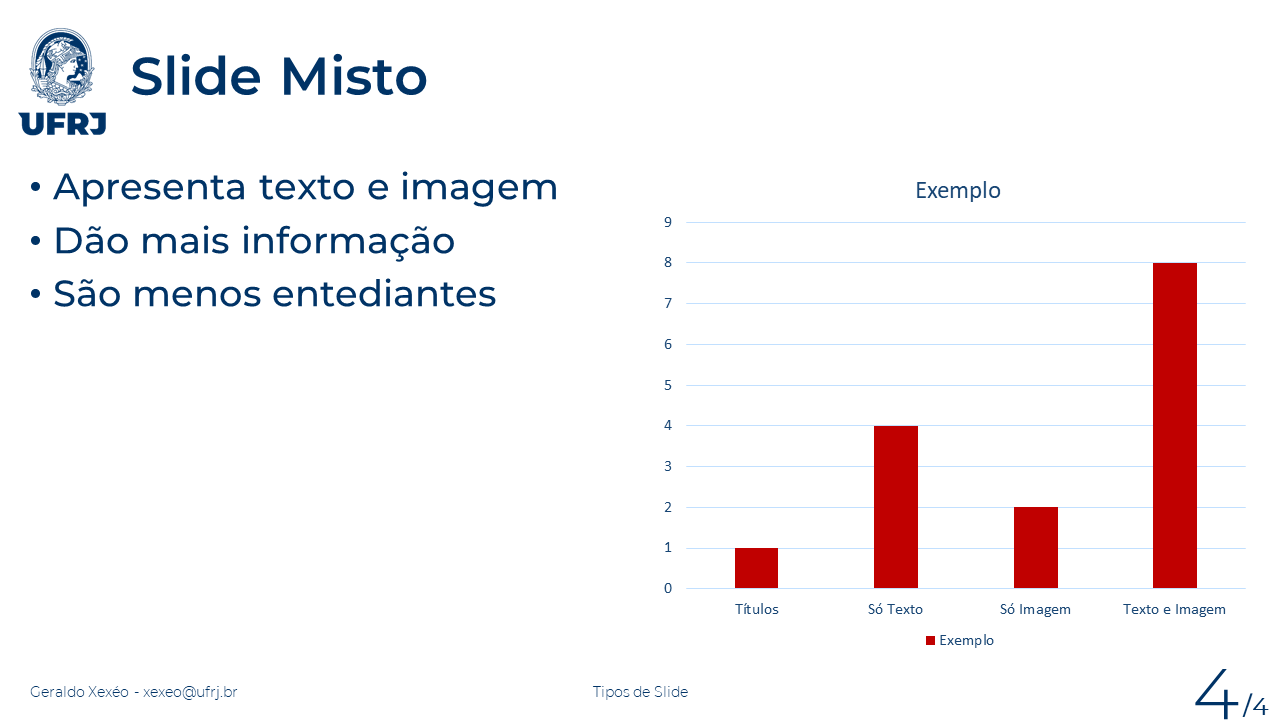 UFRJ
Slide Misto
• Apresenta texto e imagem
• Dão mais informação
• São menos entediantes
Exemplo
9
8
7
6
5
4
3
2
1
0
Títulos Só Texto Só Imagem Texto e Imagem
Exemplo
Geraldo Xexéo - xexeo@ufrj.br Tipos de Slide 4/4